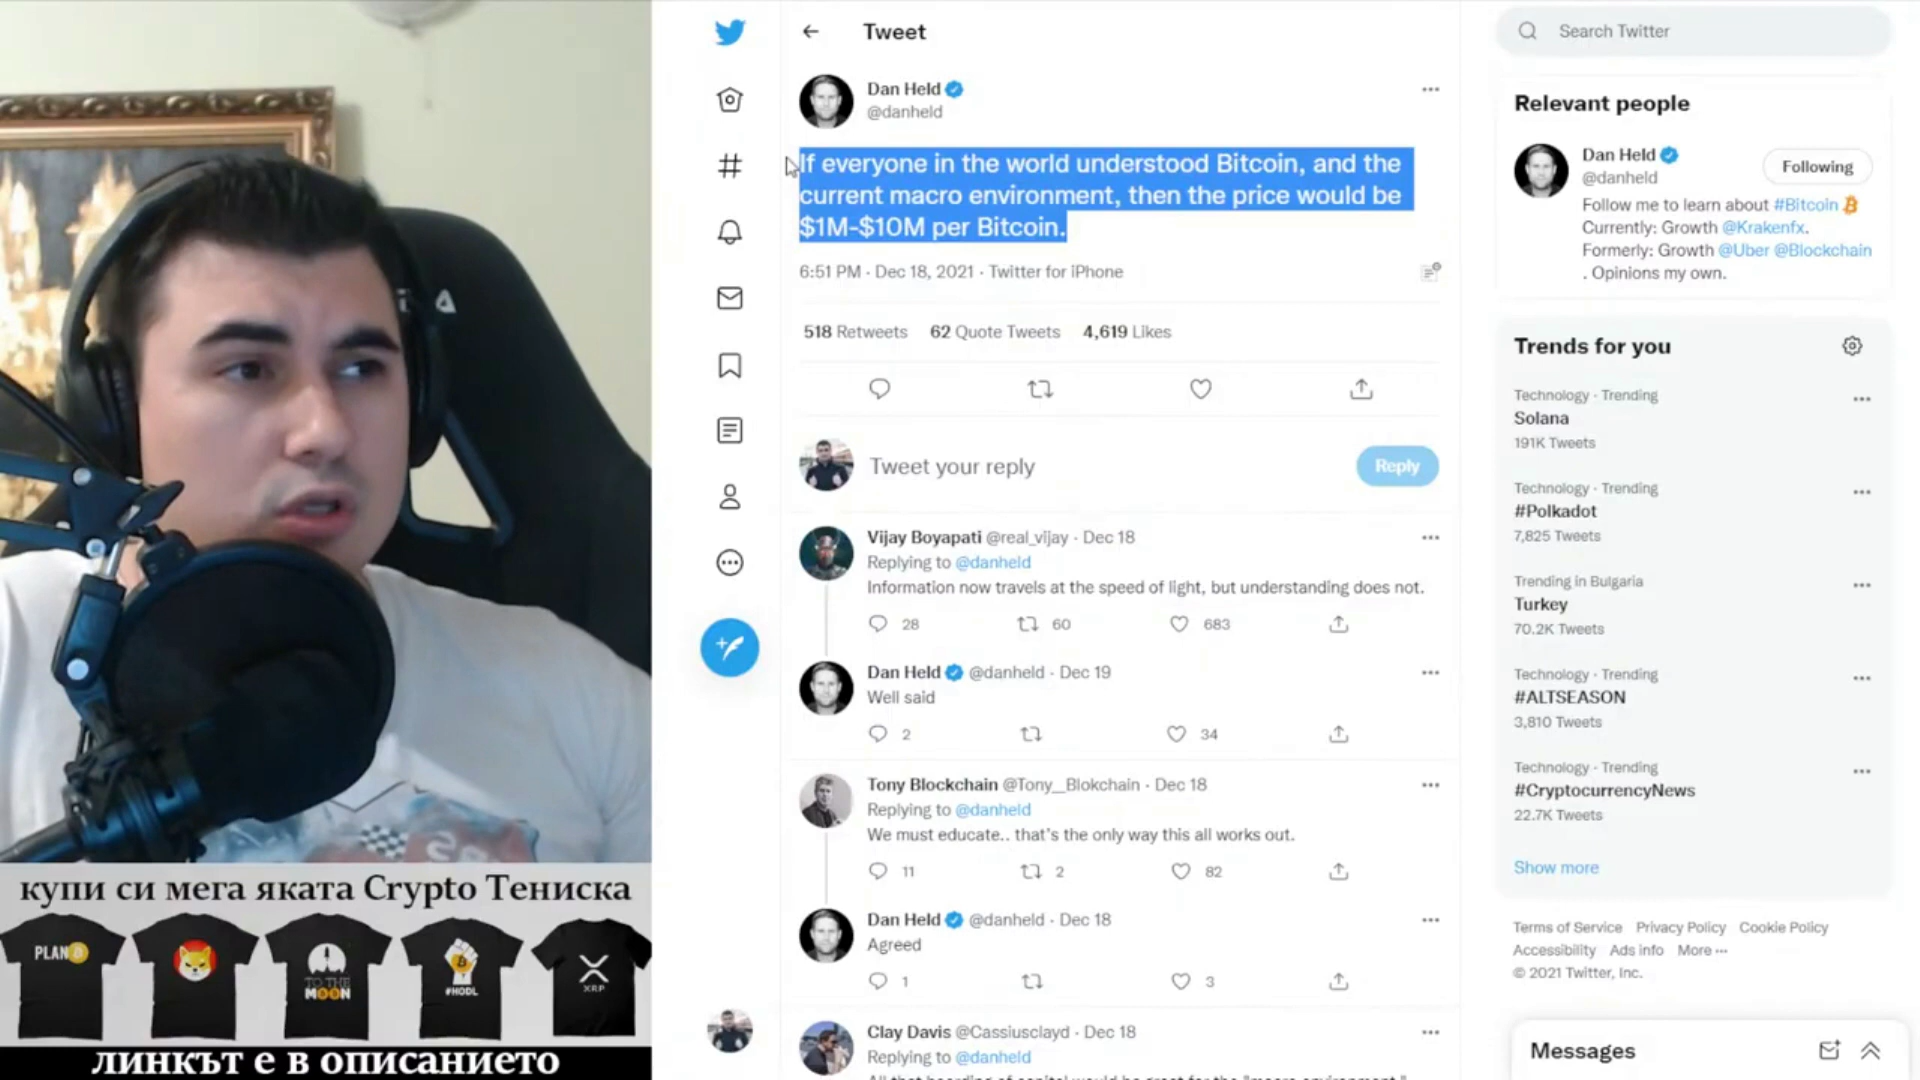 Tweet
Dan Held
@danheld
If everyone in the world understood Bitcoin, and the
current macro environment, then the price would be
$1M-$10M per Bitcoin.
6:51 PM · Dec 18, 2021 · Twitter for iPhone
518 Retweets 62 Quote Tweets 4,619 Likes
Tweet your reply
Reply
Vijay Boyapati @real_vijay · Dec 18
Replying to @danheld
Information now travels at the speed of light, but understanding does not.
28 60 683
Dan Held @danheld · Dec 19
Well said
2 34
Tony Blockchain @Tony__Blokchain · Dec 18
Replying to @danheld
We must educate.. that's the only way this all works out.
11 2 82
Dan Held @danheld · Dec 18
Agreed
1 3
Clay Davis @Cassiusclayd · Dec 18
Replying to @danheld
Search Twitter
Relevant people
Dan Held
@danheld
Following
Follow me to learn about #Bitcoin
Currently: Growth @Krakenfx.
Formerly: Growth @Uber @Blockchain
. Opinions my own.
Trends for you
Technology · Trending
Solana
191K Tweets
Technology · Trending
#Polkadot
7,825 Tweets
Trending in Bulgaria
Turkey
70.2K Tweets
Technology · Trending
#ALTSEASON
3,810 Tweets
Technology · Trending
#CryptocurrencyNews
22.7K Tweets
Show more
Terms of Service Privacy Policy Cookie Policy
Accessibility Ads info More ···
© 2021 Twitter, Inc.
Messages
купи си мега яката Crypto Тениска
PLAN B
TO THE
MOON
#HODL
XRP
линкът е в описанието